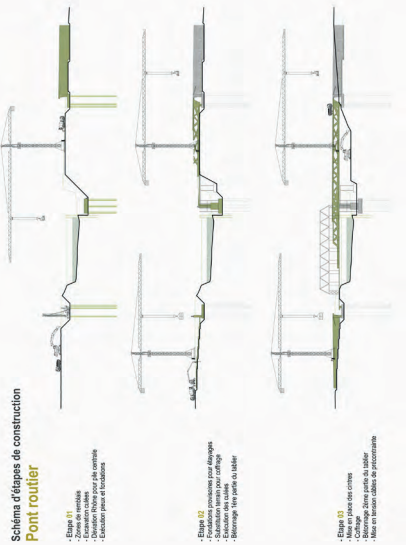 Schéma d'étapes de construction
Pont routier
- Etape 01
- Zones de remblais
- Excavation culées
- Déviation Rhône pour pile centrale
- Exécution pieux et fondations
- Etape 02
- Fondations provisoires pour étayages
- Substitution terrain pour coffrage
- Exécution des culées
- Bétonnage 1ère partie du tablier
- Etape 03
- Mise en place des cintres
- Coffrage
- Bétonnage 2ème partie du tablier
- Mise en tension câbles de précontrainte